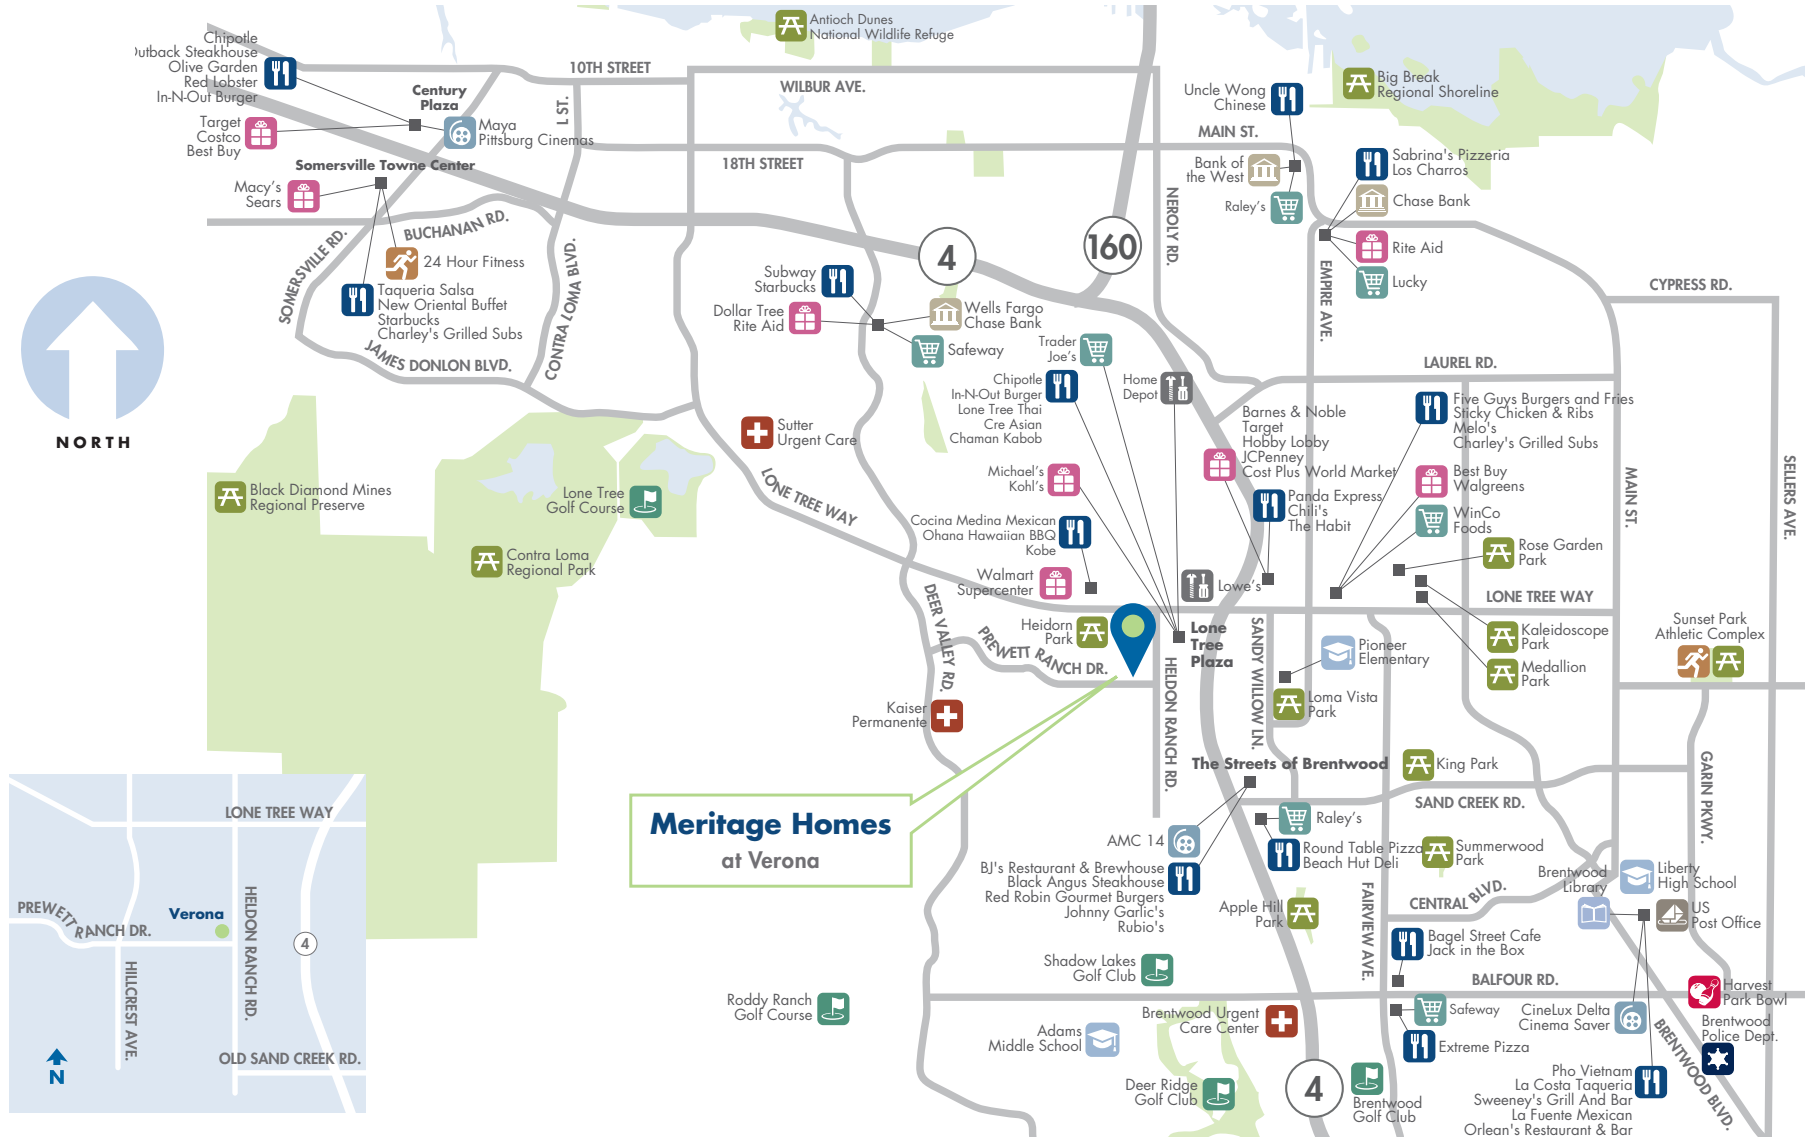 Antioch Dunes
National Wildlife Refuge
Chipotle
utback Steakhouse
Olive Garden
Red Lobster
In-N-Out Burger
10TH STREET
WILBUR AVE.
Century
Plaza
L ST.
Target
Costco
Best Buy
Maya
Pittsburg Cinemas
Somersville Towne Center
Macy's
Sears
18TH STREET
BUCHANAN RD.
24 Hour Fitness
SOMERSVILLE RD.
Taqueria Salsa
New Oriental Buffet
Starbucks
Charley's Grilled Subs
CONTRA LOMA BLVD.
JAMES DONLON BLVD.
NORTH
Big Break
Regional Shoreline
Uncle Wong
Chinese
MAIN ST.
Bank of
the West
Raley's
Sabrina's Pizzeria
Los Charros
Chase Bank
Rite Aid
Lucky
NEROLY RD.
EMPIRE AVE.
CYPRESS RD.
4
160
Subway
Starbucks
Dollar Tree
Rite Aid
Wells Fargo
Chase Bank
Safeway
Trader
Joe's
LAUREL RD.
Chipotle
In-N-Out Burger
Lone Tree Thai
Cre Asian
Chaman Kabob
Home
Depot
Barnes & Noble
Target
Hobby Lobby
JCPenney
Cost Plus World Market
Five Guys Burgers and Fries
Sticky Chicken & Ribs
Melo's
Charley's Grilled Subs
Sutter
Urgent Care
Michael's
Kohl's
Best Buy
Walgreens
WinCo
Foods
MAIN ST.
SELLERS AVE.
Black Diamond Mines
Regional Preserve
Lone Tree
Golf Course
LONE TREE WAY
Panda Express
Chili's
The Habit
Cocina Medina Mexican
Ohana Hawaiian BBQ
Kobe
Rose Garden
Park
Contra Loma
Regional Park
Walmart
Supercenter
Lowe's
LONE TREE WAY
DEER VALLEY RD.
Heidorn
Park
PREWETT RANCH DR.
Lone
Tree
Plaza
SANDY WILLOW LN.
Pioneer
Elementary
Kaleidoscope
Park
Medallion
Park
Sunset Park
Athletic Complex
HELDON RANCH RD.
Loma Vista
Park
Kaiser
Permanente
The Streets of Brentwood
King Park
GARIN PKWY.
SAND CREEK RD.
Meritage Homes
at Verona
Raley's
AMC 14
Round Table Pizza
Beach Hut Deli
Summerwood
Park
BJ's Restaurant & Brewhouse
Black Angus Steakhouse
Red Robin Gourmet Burgers
Johnny Garlic's
Rubio's
Brentwood
Library
Liberty
High School
CENTRAL BLVD.
US
Post Office
Apple Hill
Park
FAIRVIEW AVE.
Bagel Street Cafe
Jack in the Box
Shadow Lakes
Golf Club
BALFOUR RD.
Harvest
Park Bowl
Roddy Ranch
Golf Course
Brentwood Urgent
Care Center
Safeway
CineLux Delta
Cinema Saver
Brentwood
Police Dept.
Adams
Middle School
Extreme Pizza
BRENTWOOD BLVD.
Deer Ridge
Golf Club
4
Brentwood
Golf Club
Pho Vietnam
La Costa Taqueria
Sweeney's Grill And Bar
La Fuente Mexican
Orlean's Restaurant & Bar
LONE TREE WAY
PREWETT RANCH DR.
Verona
HELDON RANCH RD.
4
HILLCREST AVE.
OLD SAND CREEK RD.
N